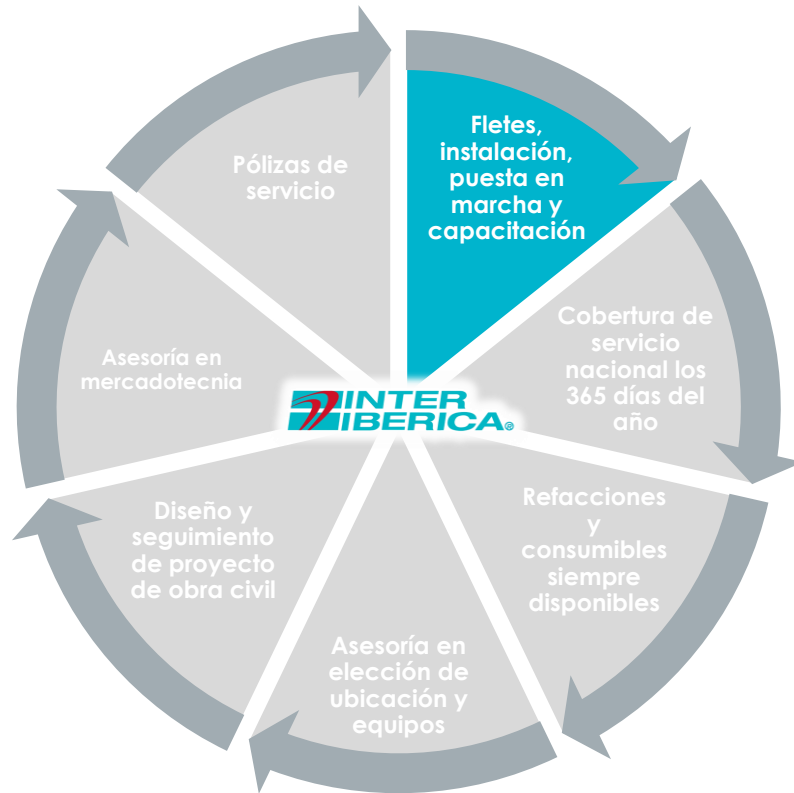 Fletes,
instalación,
puesta en
marcha y
capacitación
Cobertura de
servicio
nacional los
365 días del
año
Refacciones
y
consumibles
siempre
disponibles
Asesoría en
elección de
ubicación y
equipos
Diseño y
seguimiento
de proyecto
de obra civil
Asesoría en
mercadotecnia
Pólizas de
servicio
INTER
IBERICA®